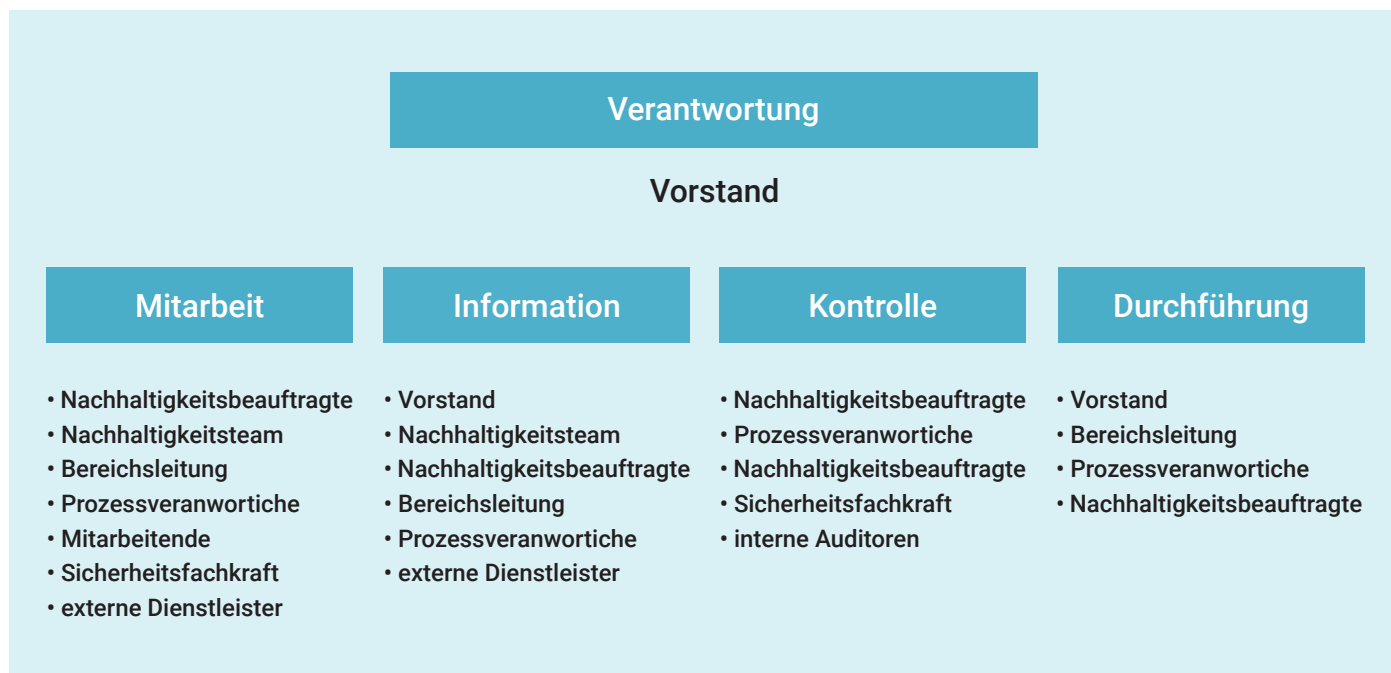 Verantwortung
Vorstand
Mitarbeit
• Nachhaltigkeitsbeauftragte
• Nachhaltigkeitsteam
• Bereichsleitung
• Prozessveranwortiche
• Mitarbeitende
• Sicherheitsfachkraft
• externe Dienstleister
Information
• Vorstand
• Nachhaltigkeitsteam
• Nachhaltigkeitsbeauftragte
• Bereichsleitung
• Prozessveranwortiche
• externe Dienstleister
Kontrolle
• Nachhaltigkeitsbeauftragte
• Prozessveranwortiche
• Nachhaltigkeitsbeauftragte
• Sicherheitsfachkraft
• interne Auditoren
Durchführung
• Vorstand
• Bereichsleitung
• Prozessveranwortiche
• Nachhaltigkeitsbeauftragte